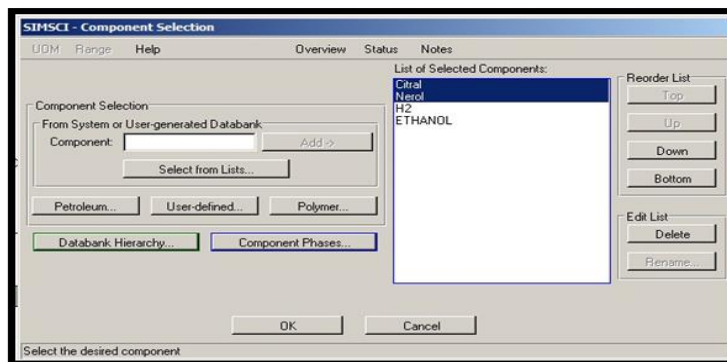 SIMSCI - Component Selection
UOM Range Help Overview Status Notes
List of Selected Components:
Citral
Nerol
H2
ETHANOL
Component Selection
From System or User-generated Databank
Component: Add ->
Select from Lists...
Petroleum... User-defined... Polymer...
Databank Hierarchy... Component Phases...
Reorder List
Top
Up
Down
Bottom
Edit List
Delete
Rename...
OK Cancel
Select the desired component